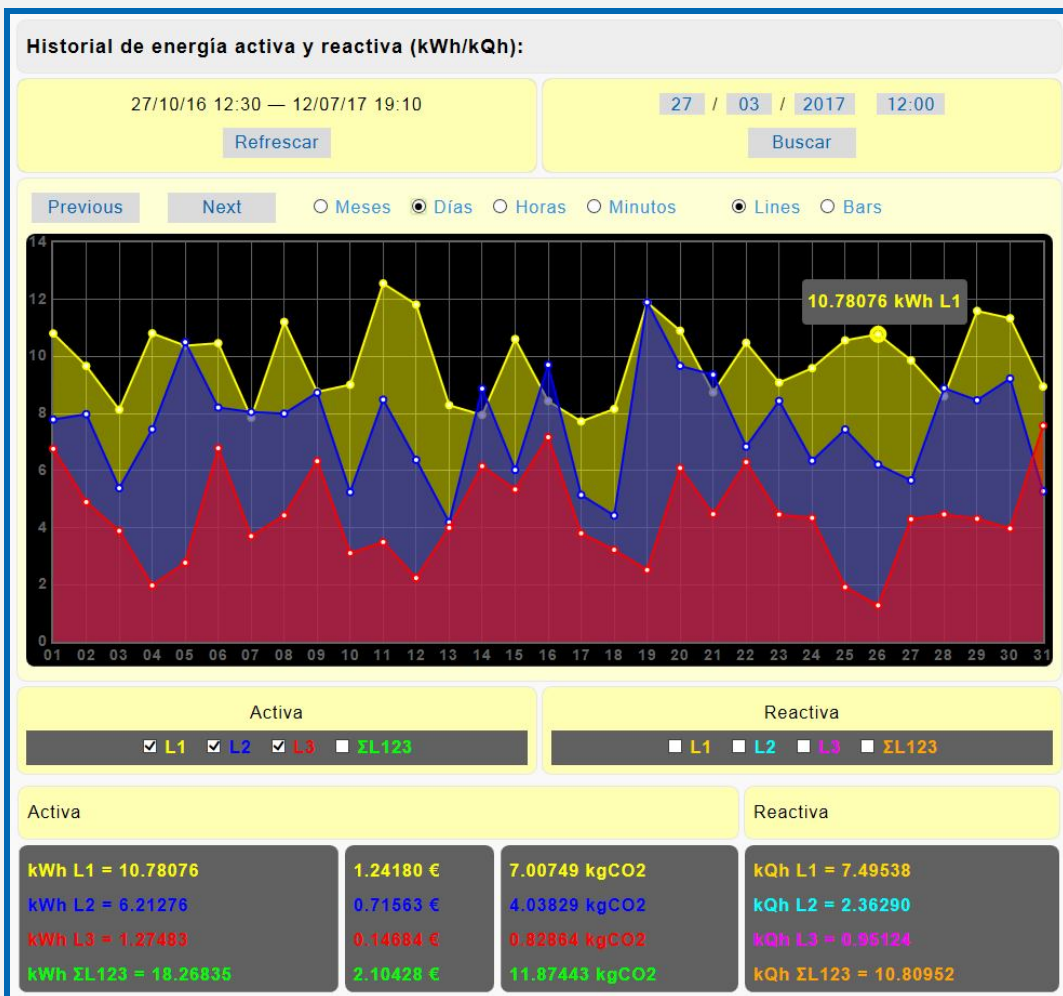 Historial de energía activa y reactiva (kWh/kQh):
27/10/16 12:30 — 12/07/17 19:10
Refrescar
27 / 03 / 2017 12:00
Buscar
Previous Next Meses Días Horas Minutos Lines Bars
14
12
10.78076 kWh L1
10
8
6
4
2
0
01 02 03 04 05 06 07 08 09 10 11 12 13 14 15 16 17 18 19 20 21 22 23 24 25 26 27 28 29 30 31
Activa
L1 L2 L3 ΣL123
Reactiva
L1 L2 L3 ΣL123
Activa
Reactiva
kWh L1 = 10.78076 1.24180 € 7.00749 kgCO2 kQh L1 = 7.49538
kWh L2 = 6.21276 0.71563 € 4.03829 kgCO2 kQh L2 = 2.36290
kWh L3 = 1.27483 0.14684 € 0.82864 kgCO2 kQh L3 = 0.95124
kWh ΣL123 = 18.26835 2.10428 € 11.87443 kgCO2 kQh ΣL123 = 10.80952